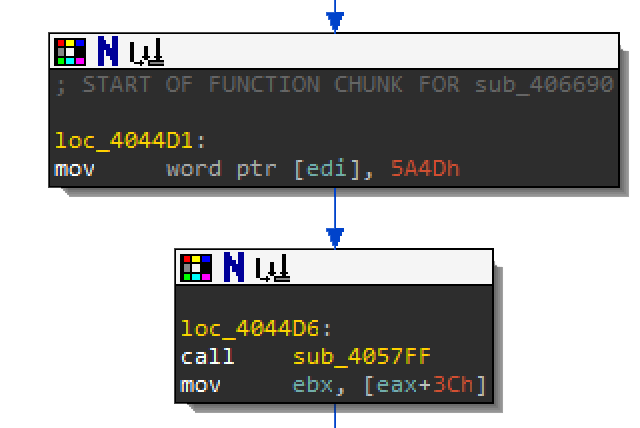 ; START OF FUNCTION CHUNK FOR sub_406690
loc_4044D1:
mov word ptr [edi], 5A4Dh
loc_4044D6:
call sub_4057FF
mov ebx, [eax+3Ch]